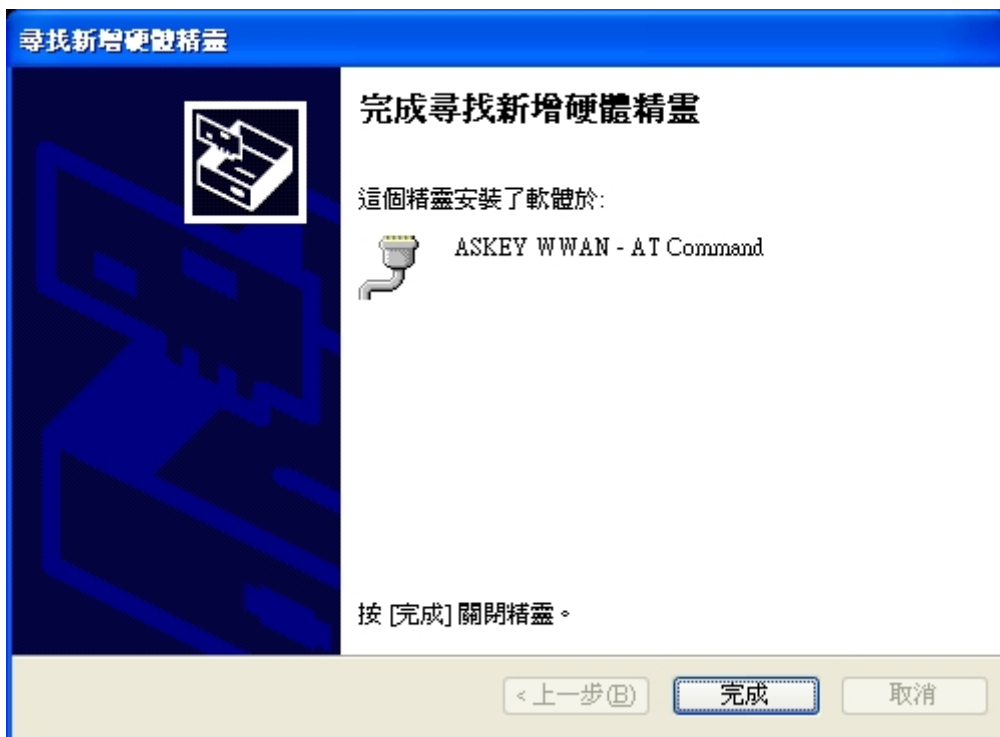 尋找新增硬體精靈
完成尋找新增硬體精靈
這個精靈安裝了軟體於:
ASKEY WWAN - AT Command
按 [完成] 關閉精靈。
< 上一步(B)
完成
取消